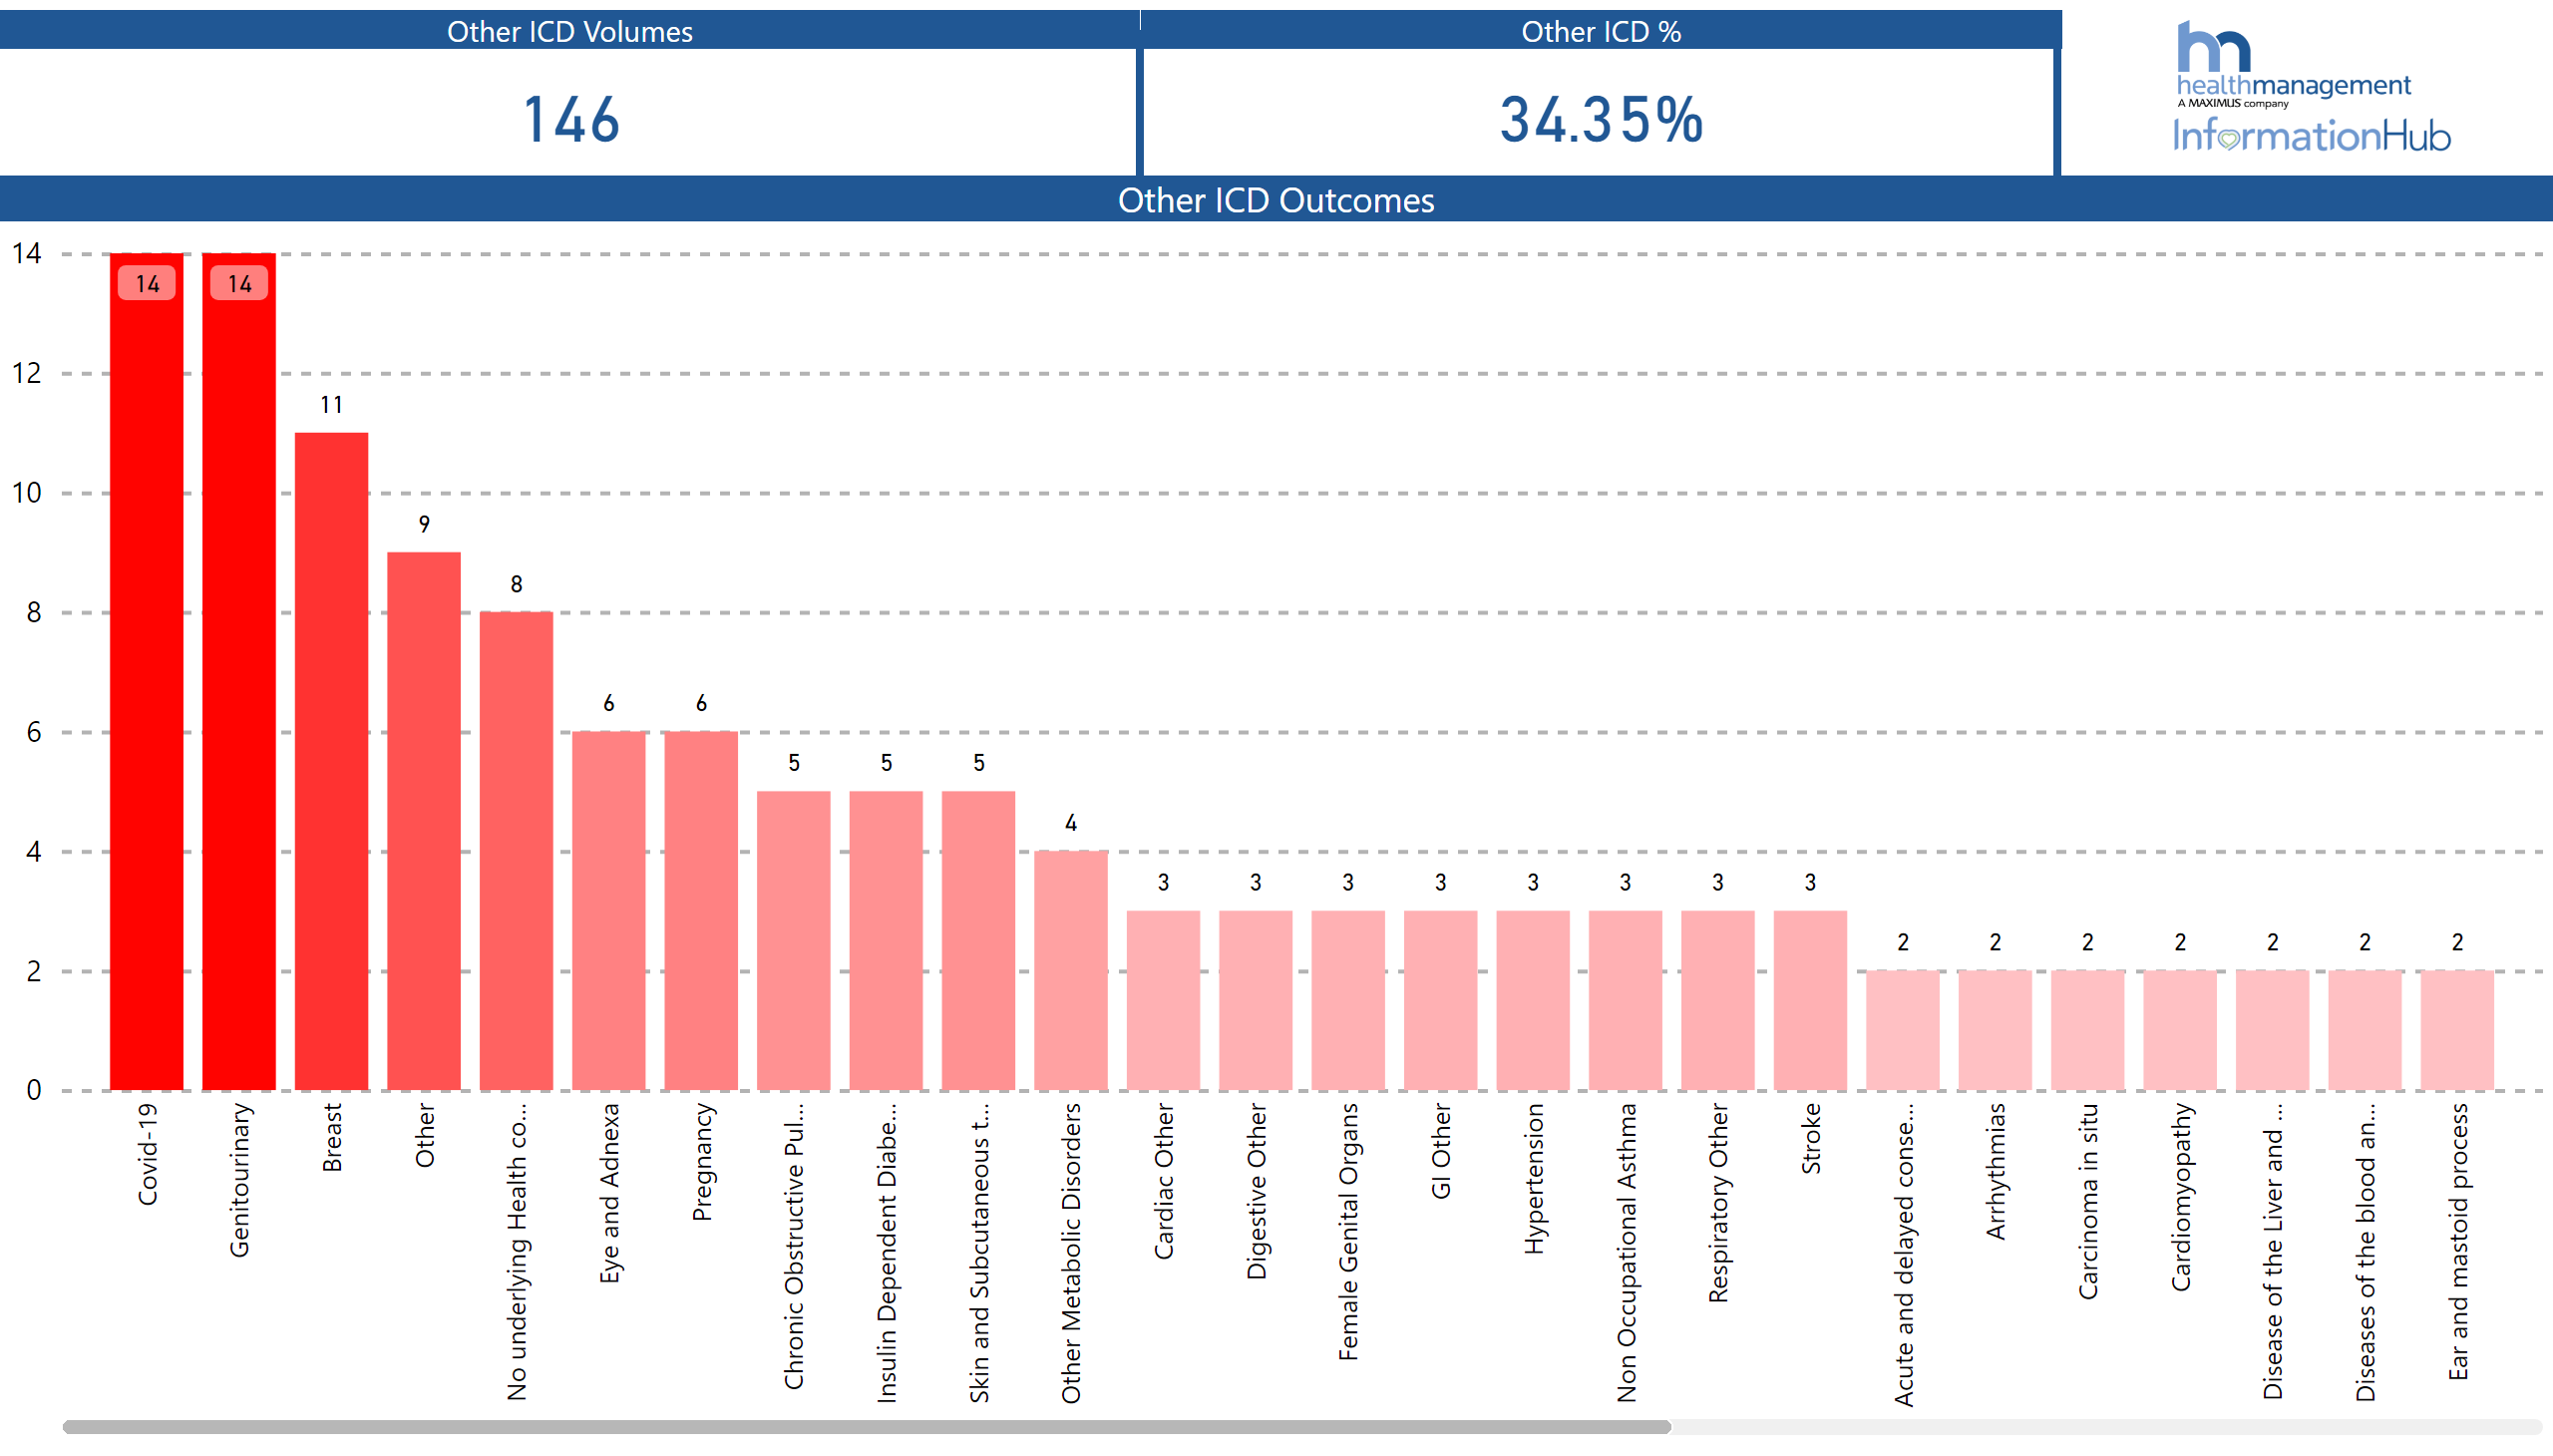 Other ICD Volumes
Other ICD %
146
34.35%
hm
healthmanagement
A MAXIMUS company
InformationHub
Other ICD Outcomes
14
12
10
8
6
4
2
0
14
14
11
9
8
6
6
5
5
5
4
3
3
3
3
3
3
3
3
2
2
2
2
2
2
2
Covid-19
Genitourinary
Breast
Other
No underlying Health co...
Eye and Adnexa
Pregnancy
Chronic Obstructive Pul...
Insulin Dependent Diabe...
Skin and Subcutaneous t...
Other Metabolic Disorders
Cardiac Other
Digestive Other
Female Genital Organs
GI Other
Hypertension
Non Occupational Asthma
Respiratory Other
Stroke
Acute and delayed conse...
Arrhythmias
Carcinoma in situ
Cardiomyopathy
Disease of the Liver and ...
Diseases of the blood an...
Ear and mastoid process